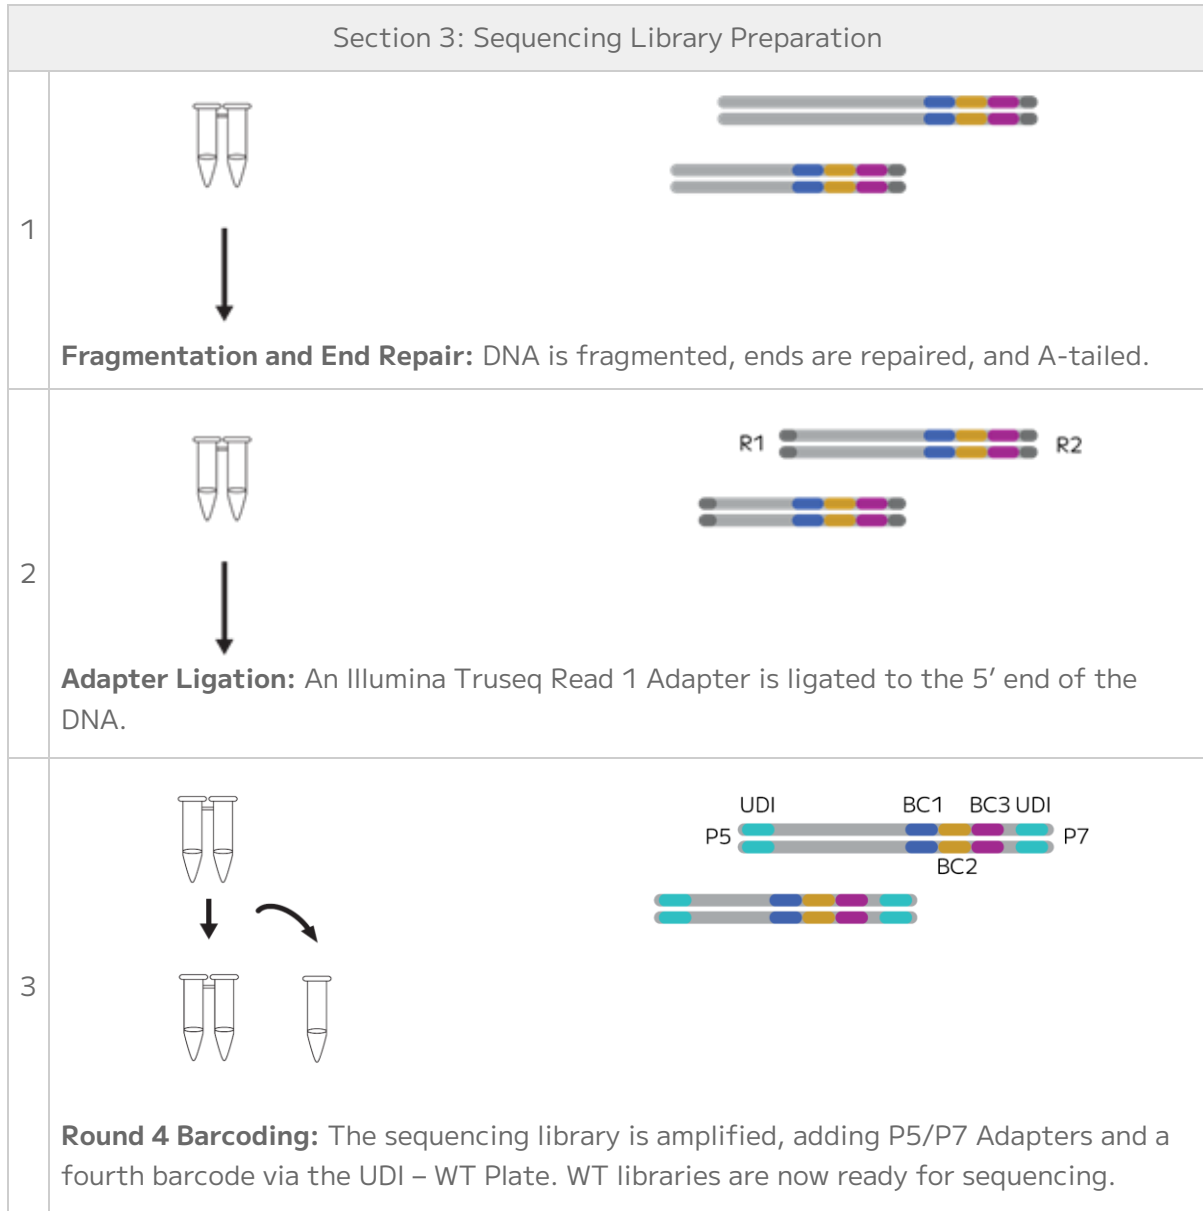 Section 3: Sequencing Library Preparation
1
Fragmentation and End Repair: DNA is fragmented, ends are repaired, and A-tailed.
R1
R2
2
Adapter Ligation: An Illumina Truseq Read 1 Adapter is ligated to the 5′ end of the
DNA.
UDI
BC1
BC3 UDI
P5
P7
BC2
3
Round 4 Barcoding: The sequencing library is amplified, adding P5/P7 Adapters and a
fourth barcode via the UDI – WT Plate. WT libraries are now ready for sequencing.